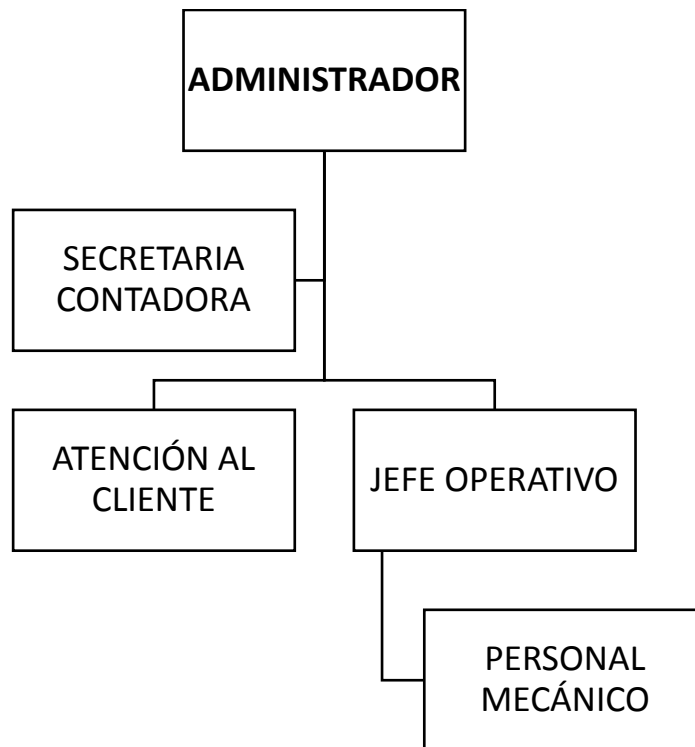 ADMINISTRADOR
SECRETARIA
CONTADORA
ATENCIÓN AL
CLIENTE
JEFE OPERATIVO
PERSONAL
MECÁNICO